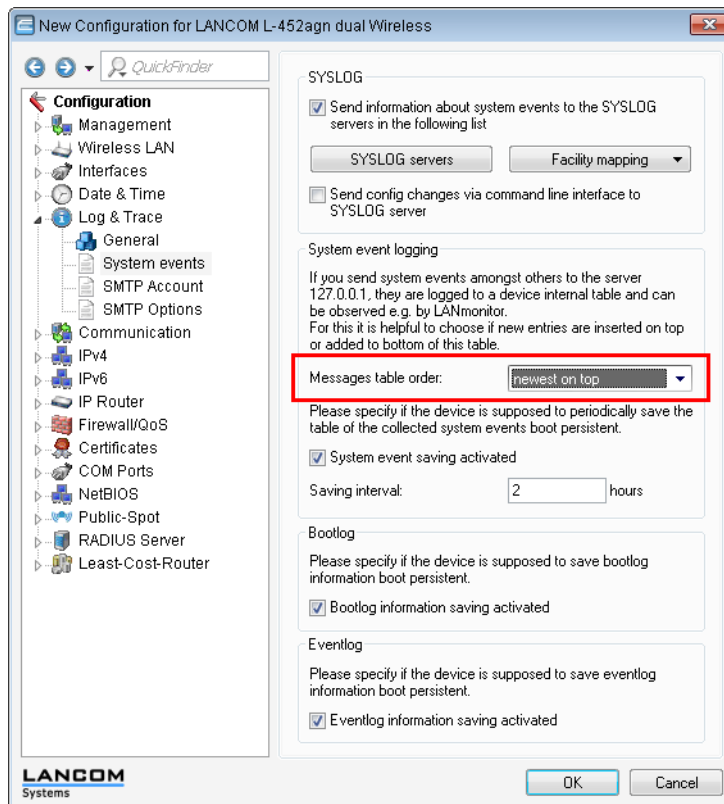 New Configuration for LANCOM L-452agn dual Wireless
QuickFinder
Configuration
Management
Wireless LAN
Interfaces
Date & Time
Log & Trace
General
System events
SMTP Account
SMTP Options
Communication
IPv4
IPv6
IP Router
Firewall/QoS
Certificates
COM Ports
NetBIOS
Public-Spot
RADIUS Server
Least-Cost-Router
SYSLOG
Send information about system events to the SYSLOG
servers in the following list
SYSLOG servers
Facility mapping
Send config changes via command line interface to
SYSLOG server
System event logging
If you send system events amongst others to the server
127.0.0.1, they are logged to a device internal table and can
be observed e.g. by LANmonitor.
For this it is helpful to choose if new entries are inserted on top
or added to bottom of this table.
Messages table order:
newest on top
Please specify if the device is supposed to periodically save the
table of the collected system events boot persistent.
System event saving activated
Saving interval:
2
hours
Bootlog
Please specify if the device is supposed to save bootlog
information boot persistent.
Bootlog information saving activated
Eventlog
Please specify if the device is supposed to save eventlog
information boot persistent.
Eventlog information saving activated
LANCOM
Systems
OK
Cancel